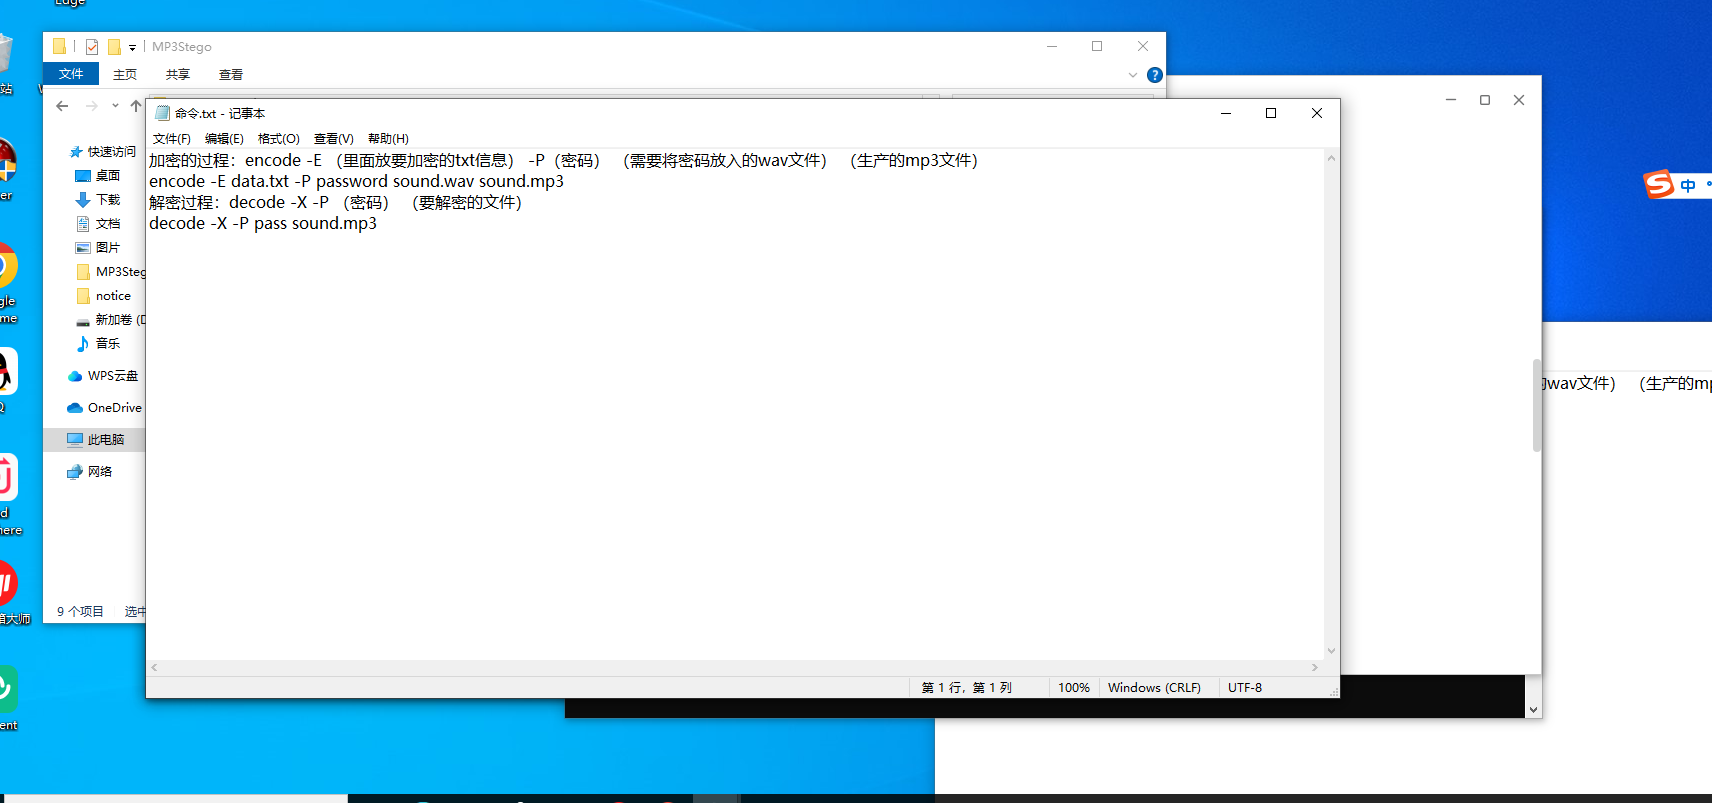 Edge
MP3Stego
文件 主页 共享 查看
命令.txt - 记事本
文件(F) 编辑(E) 格式(O) 查看(V) 帮助(H)
加密的过程：encode -E （里面放要加密的txt信息） -P（密码） （需要将密码放入的wav文件） （生产的mp3文件）
encode -E data.txt -P password sound.wav sound.mp3
解密过程：decode -X -P （密码） （要解密的文件）
decode -X -P pass sound.mp3
快速访问
桌面
下载
文档
图片
MP3Steg
notice
新加卷 (D
音乐
WPS云盘
OneDrive
此电脑
网络
9 个项目 选中
第 1 行，第 1 列 100% Windows (CRLF) UTF-8
中
的wav文件） （生产的mp
站
er
gle
me
Q
d
here
箱大师
ent